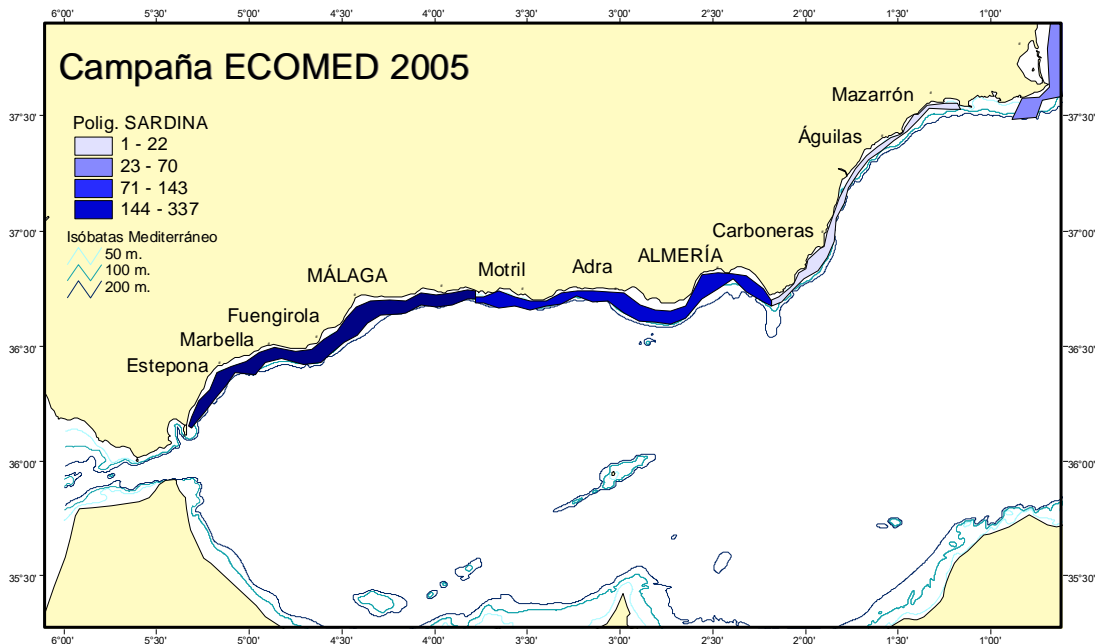 6°00' 5°30' 5°00' 4°30' 4°00' 3°30' 3°00' 2°30' 2°00' 1°30' 1°00'
Campaña ECOMED 2005
Polig. SARDINA
1 - 22
23 - 70
71 - 143
144 - 337
Isóbatas Mediterráneo
50 m.
100 m.
200 m.
Mazarrón
Águilas
Carboneras
ALMERÍA
Adra
Motril
MÁLAGA
Fuengirola
Marbella
Estepona
37°30' 37°30'
37°00' 37°00'
36°30' 36°30'
36°00' 36°00'
35°30' 35°30'
6°00' 5°30' 5°00' 4°30' 4°00' 3°30' 3°00' 2°30' 2°00' 1°30' 1°00'